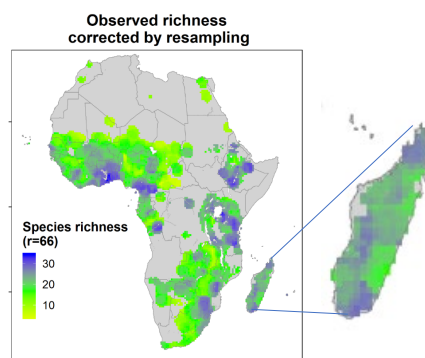 Observed richness
corrected by resampling
Species richness
(r=66)
30
20
10